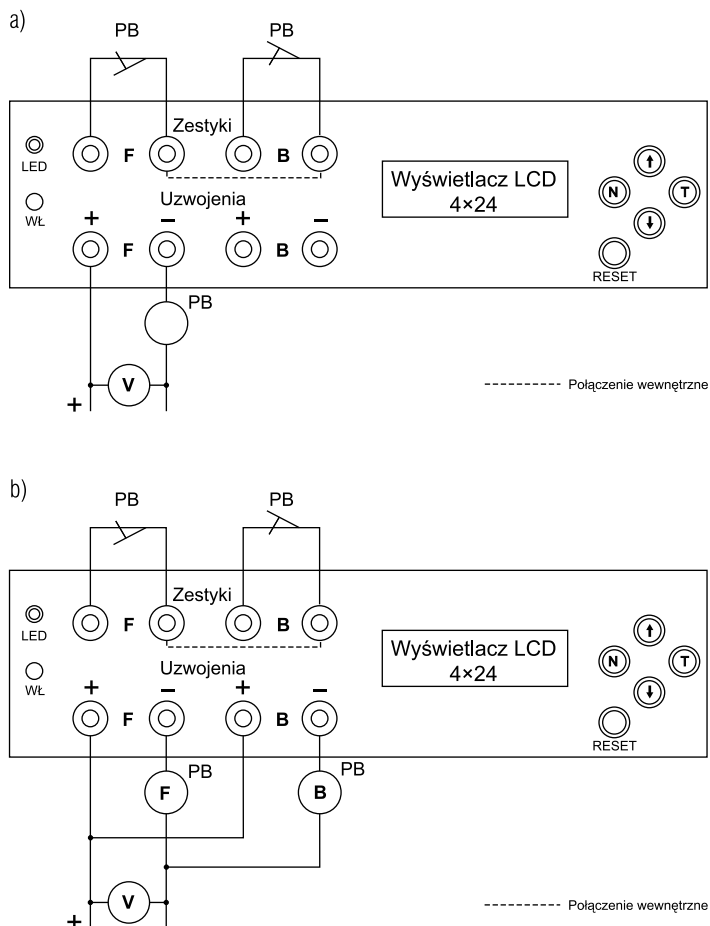 a)
PB PB
Zestyki
F B
LED
Uzwojenia
WŁ
+ − + −
F B
Wyświetlacz LCD
4×24
N T
RESET
PB
V
+
Połączenie wewnętrzne
b)
PB PB
Zestyki
F B
LED
Uzwojenia
WŁ
+ − + −
F B
Wyświetlacz LCD
4×24
N T
RESET
F PB B PB
V
+
Połączenie wewnętrzne